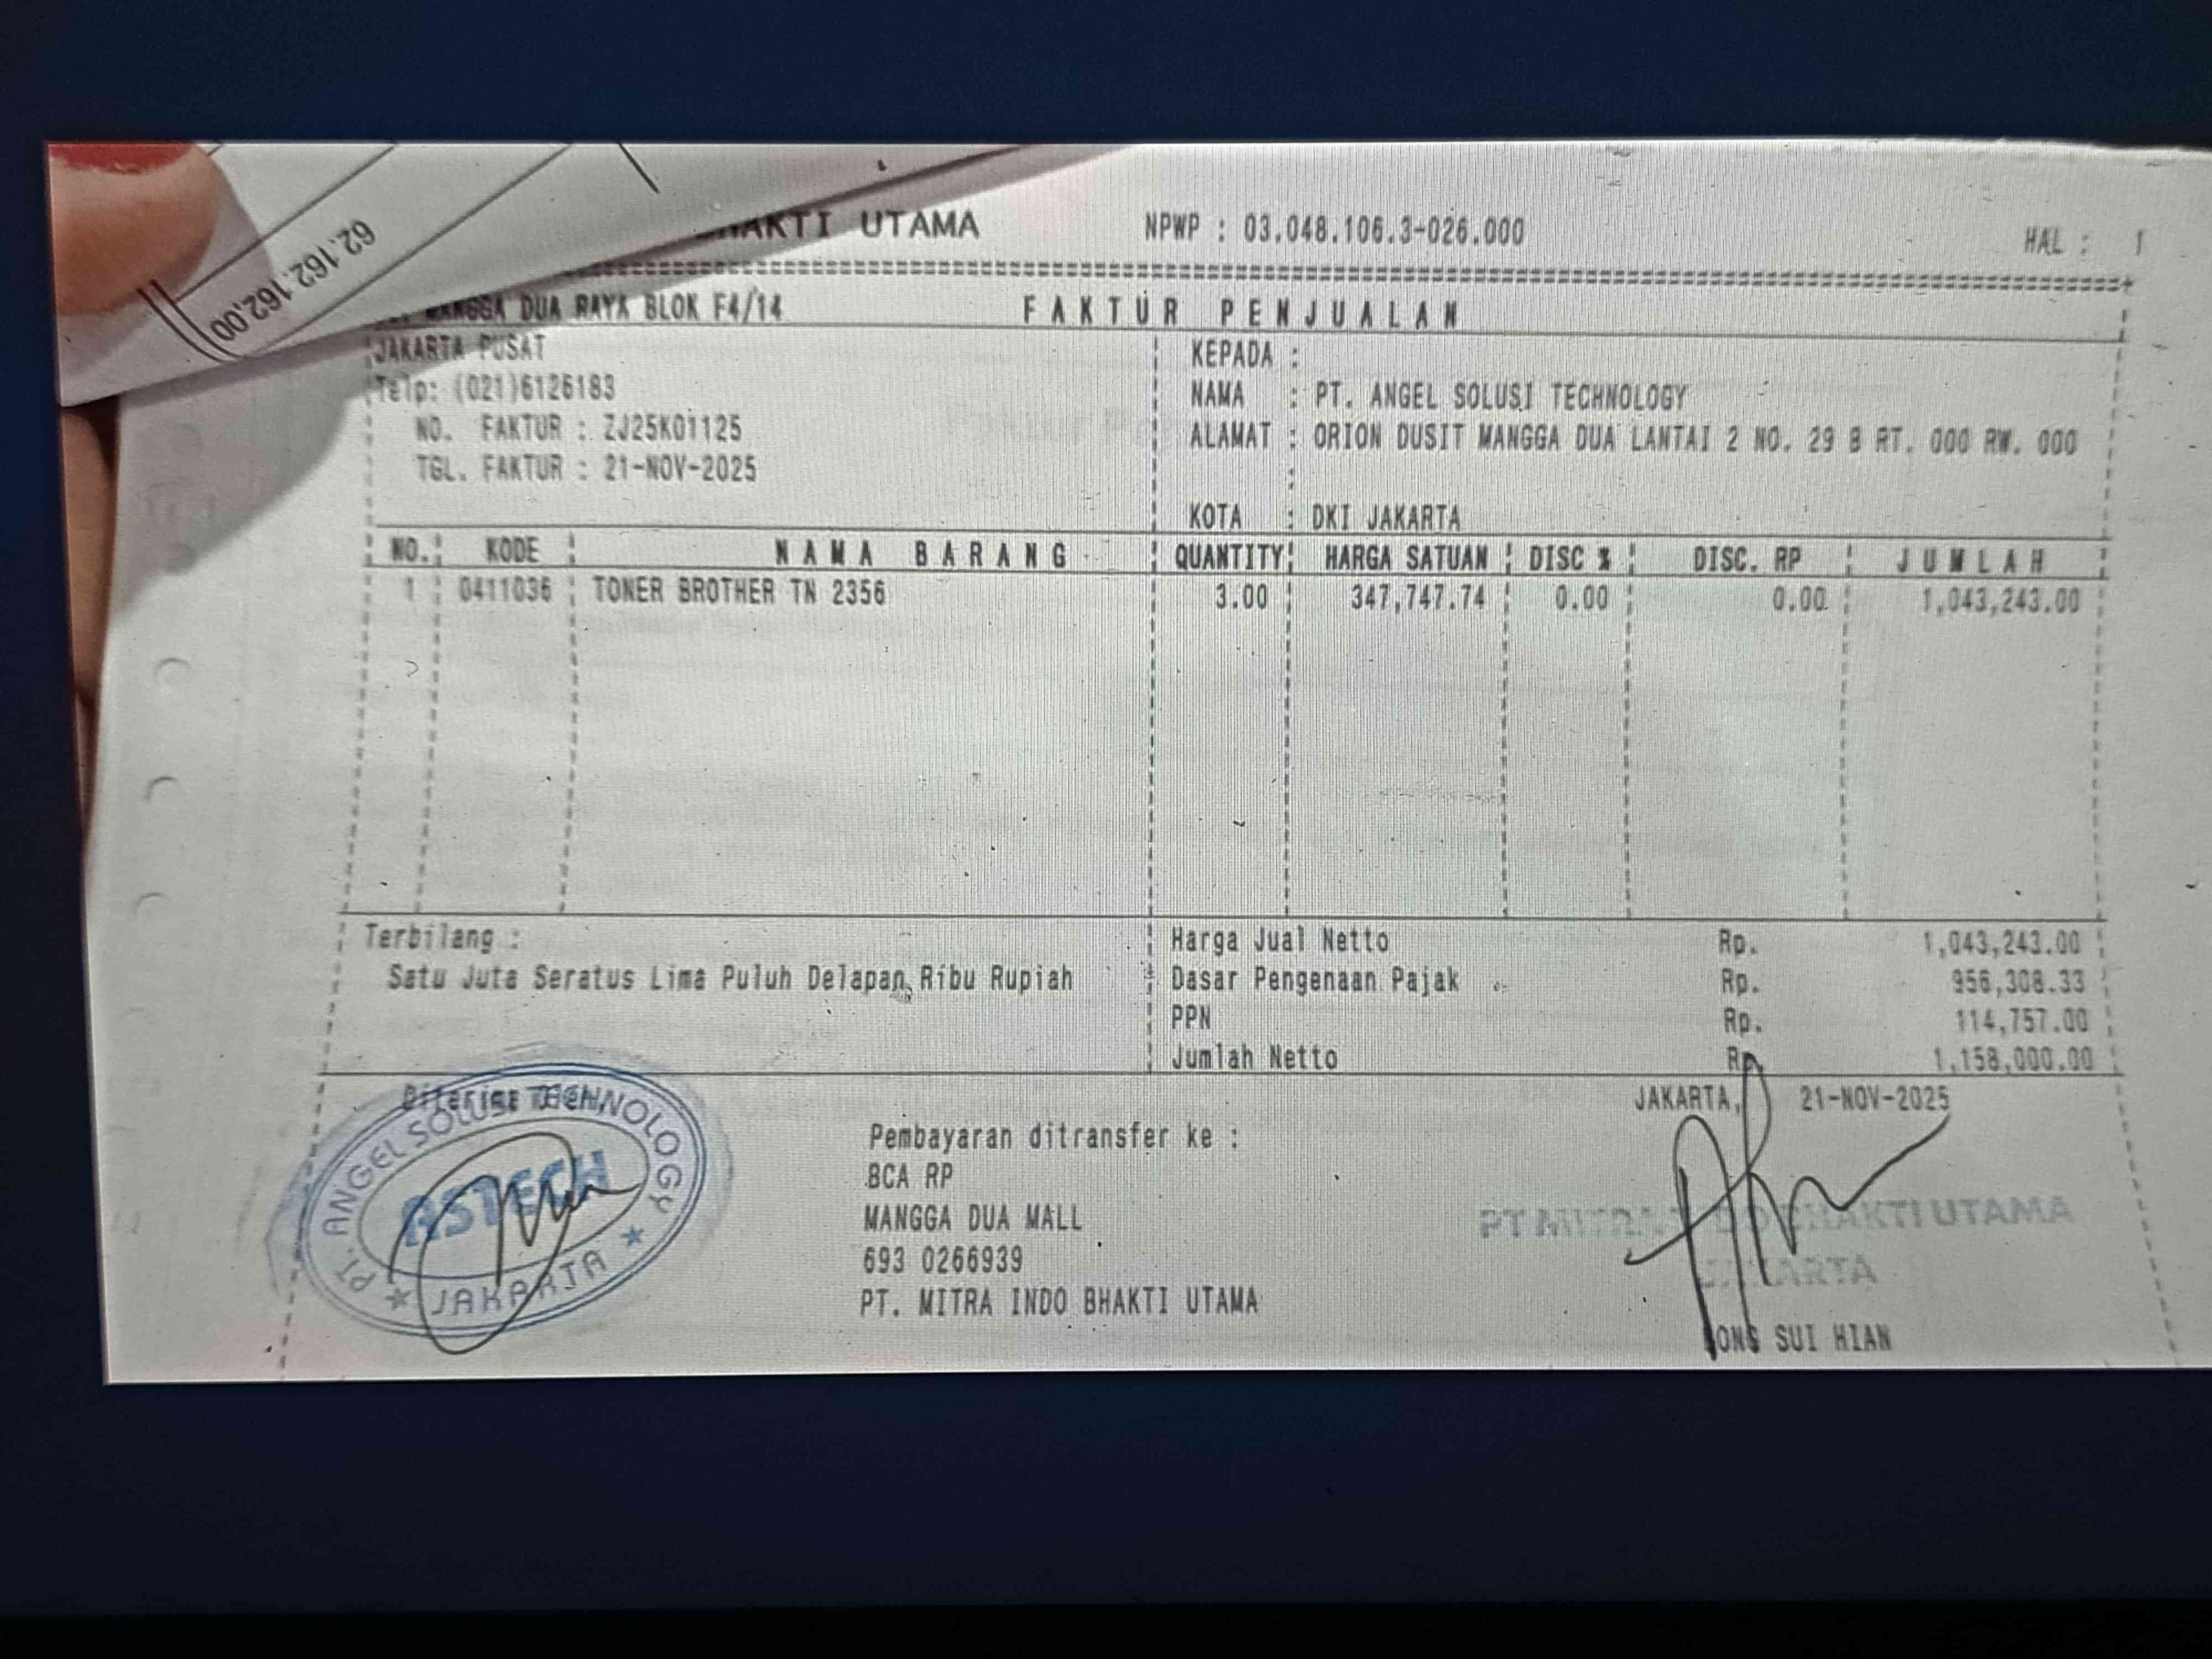 62.162.162,00
UTAMA NPWP : 03.048.106.3-026.000 HAL : 1
DUA RAYA BLOK F4/14 FAKTUR PENJUALAN
JAKARTA PUSAT
Telp: (021)6126183
NO. FAKTUR : ZJ25K01125
TGL. FAKTUR : 21-NOV-2025
KEPADA :
NAMA : PT. ANGEL SOLUSI TECHNOLOGY
ALAMAT : ORION DUSIT MANGGA DUA LANTAI 2 NO. 29 B RT. 000 RW. 000
:
KOTA : DKI JAKARTA
NO. KODE NAMA BARANG QUANTITY HARGA SATUAN DISC % DISC. RP JUMLAH
1 0411036 TONER BROTHER TN 2356 3.00 347,747.74 0.00 0.00 1,043,243.00
Terbilang :
Satu Juta Seratus Lima Puluh Delapan Ribu Rupiah
Harga Jual Netto Rp. 1,043,243.00
Dasar Pengenaan Pajak Rp. 956,308.33
PPN Rp. 114,757.00
Jumlah Netto Rp. 1,158,000.00
PT. ANGEL SOLUSI TECHNOLOGY
ASTECH
JAKARTA
Pembayaran ditransfer ke :
BCA RP
MANGGA DUA MALL
693 0266939
PT. MITRA INDO BHAKTI UTAMA
JAKARTA, 21-NOV-2025
PT MITRA BHAKTI UTAMA
JAKARTA
SUI HIAN